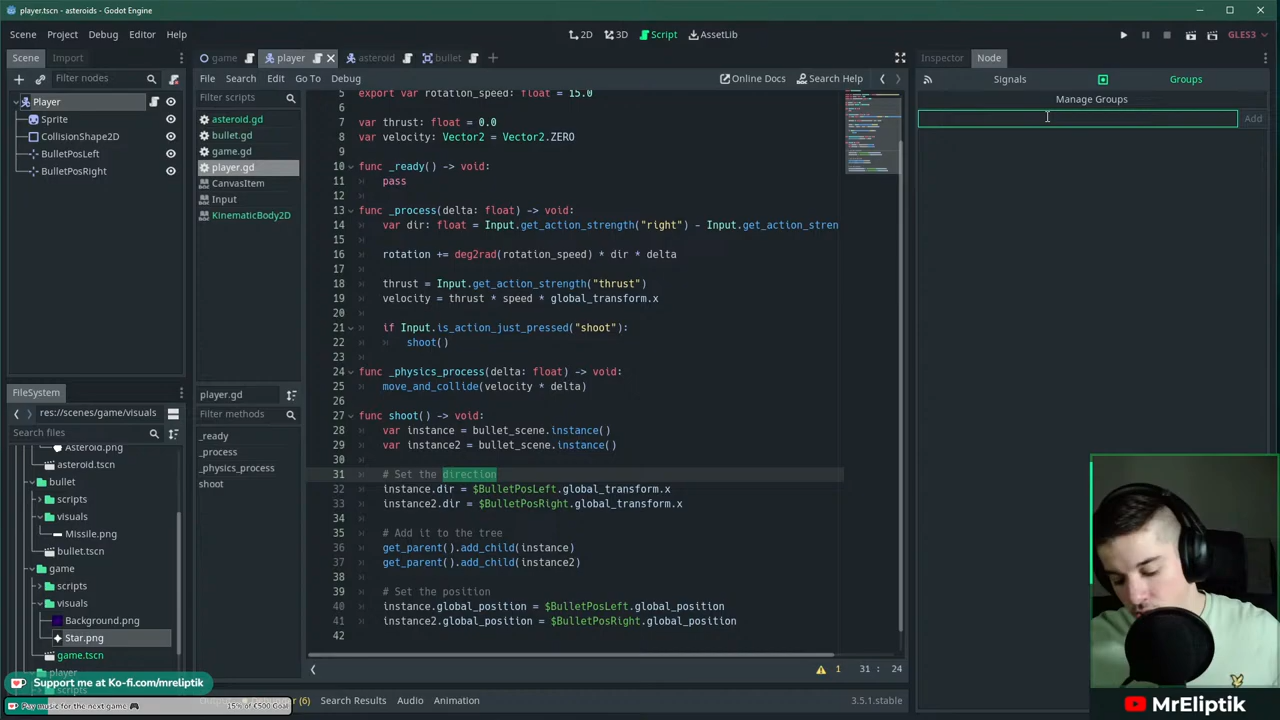 player.tscn - asteroids - Godot Engine
Scene Project Debug Editor Help
2D 3D Script AssetLib
GLES3
Scene Import
Filter nodes
Player
Sprite
CollisionShape2D
BulletPosLeft
BulletPosRight
FileSystem
res://scenes/game/visuals
Search files
Asteroid.png
asteroid.tscn
bullet
scripts
visuals
Missile.png
bullet.tscn
game
scripts
visuals
Background.png
Star.png
game.tscn
player
scripts
game player asteroid bullet
File Search Edit Go To Debug
Online Docs Search Help
Filter scripts
asteroid.gd
bullet.gd
game.gd
player.gd
CanvasItem
Input
KinematicBody2D
player.gd
Filter methods
_ready
_process
_physics_process
shoot
5 export var rotation_speed: float = 15.0
6
7 var thrust: float = 0.0
8 var velocity: Vector2 = Vector2.ZERO
9
10 func _ready() -> void:
11 pass
12
13 func _process(delta: float) -> void:
14 var dir: float = Input.get_action_strength("right") - Input.get_action_stren
15
16 rotation += deg2rad(rotation_speed) * dir * delta
17
18 thrust = Input.get_action_strength("thrust")
19 velocity = thrust * speed * global_transform.x
20
21 if Input.is_action_just_pressed("shoot"):
22 shoot()
23
24 func _physics_process(delta: float) -> void:
25 move_and_collide(velocity * delta)
26
27 func shoot() -> void:
28 var instance = bullet_scene.instance()
29 var instance2 = bullet_scene.instance()
30
31 # Set the direction
32 instance.dir = $BulletPosLeft.global_transform.x
33 instance2.dir = $BulletPosRight.global_transform.x
34
35 # Add it to the tree
36 get_parent().add_child(instance)
37 get_parent().add_child(instance2)
38
39 # Set the position
40 instance.global_position = $BulletPosLeft.global_position
41 instance2.global_position = $BulletPosRight.global_position
42
1 31 : 24
Inspector Node
Signals Groups
Manage Groups
Add
Support me at Ko-fi.com/mreliptik
Pay music for the next game
15% of €500 Goal
(6) Search Results Audio Animation
3.5.1.stable
MrEliptik